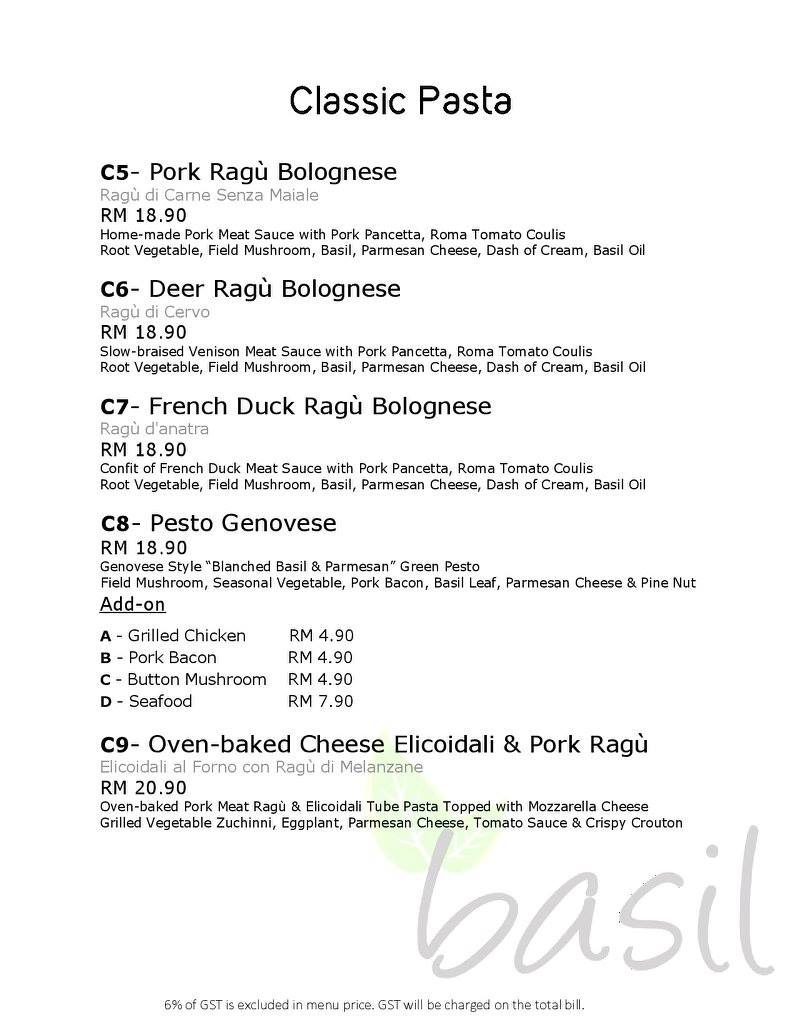 Classic Pasta
C5- Pork Ragù Bolognese
Ragù di Carne Senza Maiale
RM 18.90
Home-made Pork Meat Sauce with Pork Pancetta, Roma Tomato Coulis
Root Vegetable, Field Mushroom, Basil, Parmesan Cheese, Dash of Cream, Basil Oil
C6- Deer Ragù Bolognese
Ragù di Cervo
RM 18.90
Slow-braised Venison Meat Sauce with Pork Pancetta, Roma Tomato Coulis
Root Vegetable, Field Mushroom, Basil, Parmesan Cheese, Dash of Cream, Basil Oil
C7- French Duck Ragù Bolognese
Ragù d'anatra
RM 18.90
Confit of French Duck Meat Sauce with Pork Pancetta, Roma Tomato Coulis
Root Vegetable, Field Mushroom, Basil, Parmesan Cheese, Dash of Cream, Basil Oil
C8- Pesto Genovese
RM 18.90
Genovese Style “Blanched Basil & Parmesan” Green Pesto
Field Mushroom, Seasonal Vegetable, Pork Bacon, Basil Leaf, Parmesan Cheese & Pine Nut
Add-on
A - Grilled Chicken RM 4.90
B - Pork Bacon RM 4.90
C - Button Mushroom RM 4.90
D - Seafood RM 7.90
C9- Oven-baked Cheese Elicoidali & Pork Ragù
Elicoidali al Forno con Ragù di Melanzane
RM 20.90
Oven-baked Pork Meat Ragù & Elicoidali Tube Pasta Topped with Mozzarella Cheese
Grilled Vegetable Zuchinni, Eggplant, Parmesan Cheese, Tomato Sauce & Crispy Crouton
basil
6% of GST is excluded in menu price. GST will be charged on the total bill.